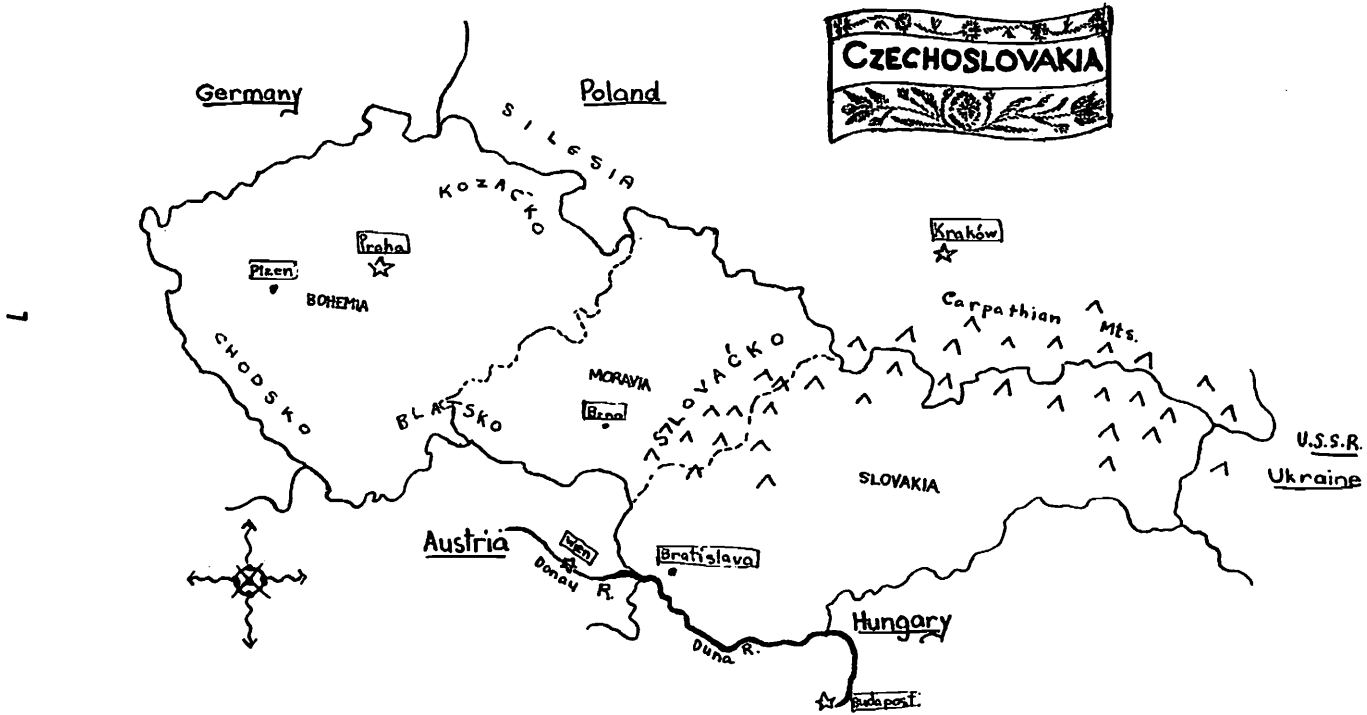 CZECHOSLOVAKIA
Germany
Poland
SILESIA
KOZAČKO
Praha
Plzen
BOHEMIA
Kraków
Carpathian Mts.
CHODSKO
BLAŤSKO
MORAVIA
Brno
SLOVÁCKO
SLOVAKIA
U.S.S.R.
Ukraine
Austria
Wien
Donau R.
Bratislava
Hungary
Duna R.
Budapest